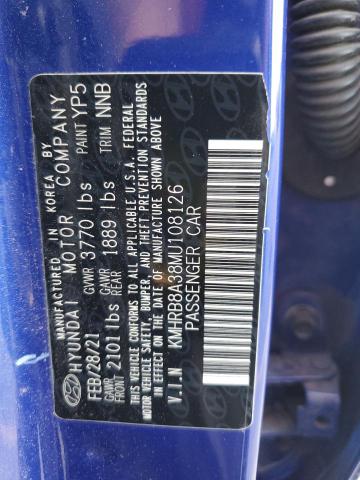 MANUFACTURED IN KOREA BY
HYUNDAI MOTOR COMPANY
FEB/28/21 GVWR 3770 lbs PAINT YP5
GAWR FRONT 2101 lbs GAWR REAR 1889 lbs TRIM NNB
THIS VEHICLE CONFORMS TO ALL APPLICABLE U.S.A. FEDERAL
MOTOR VEHICLE SAFETY, BUMPER, AND THEFT PREVENTION STANDARDS
IN EFFECT ON THE DATE OF MANUFACTURE SHOWN ABOVE.
V.I.N KMHRB8A38MU108126
PASSENGER CAR